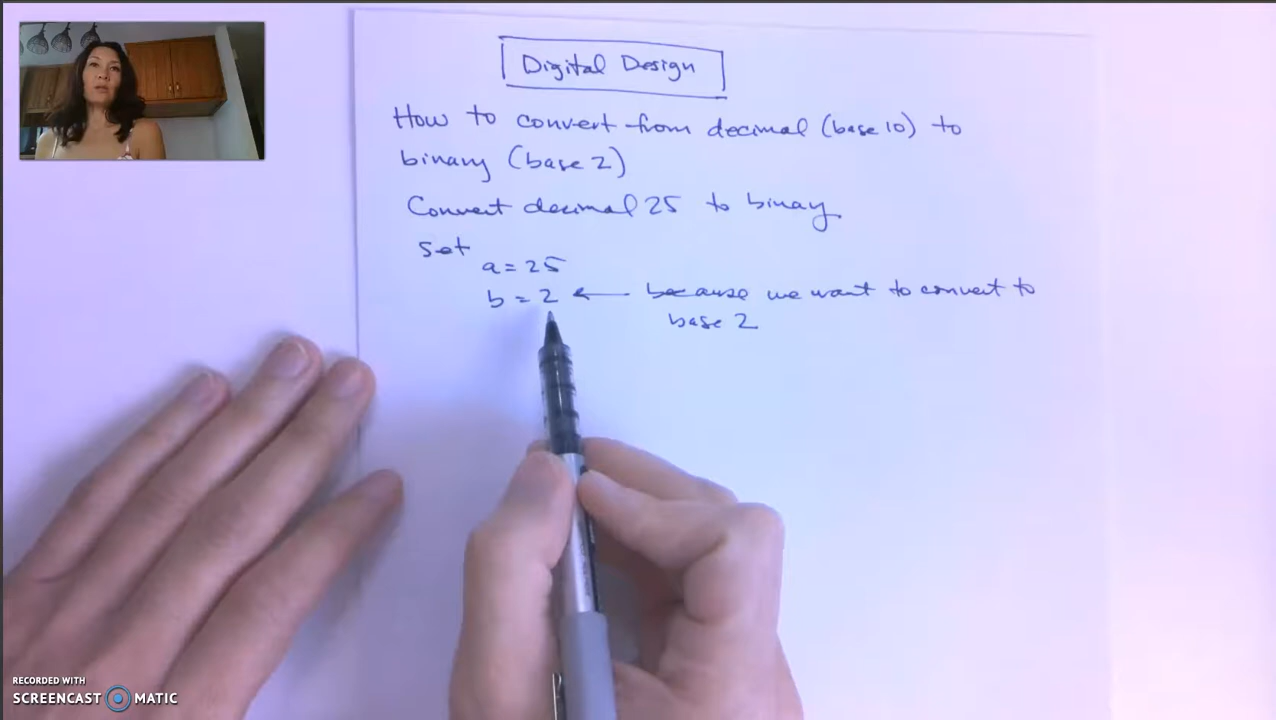 Digital Design
How to convert from decimal (base 10) to
binary (base 2)
Convert decimal 25 to binary
Set
a = 25
b = 2 ← because we want to convert to
base 2
RECORDED WITH
SCREENCAST MATIC